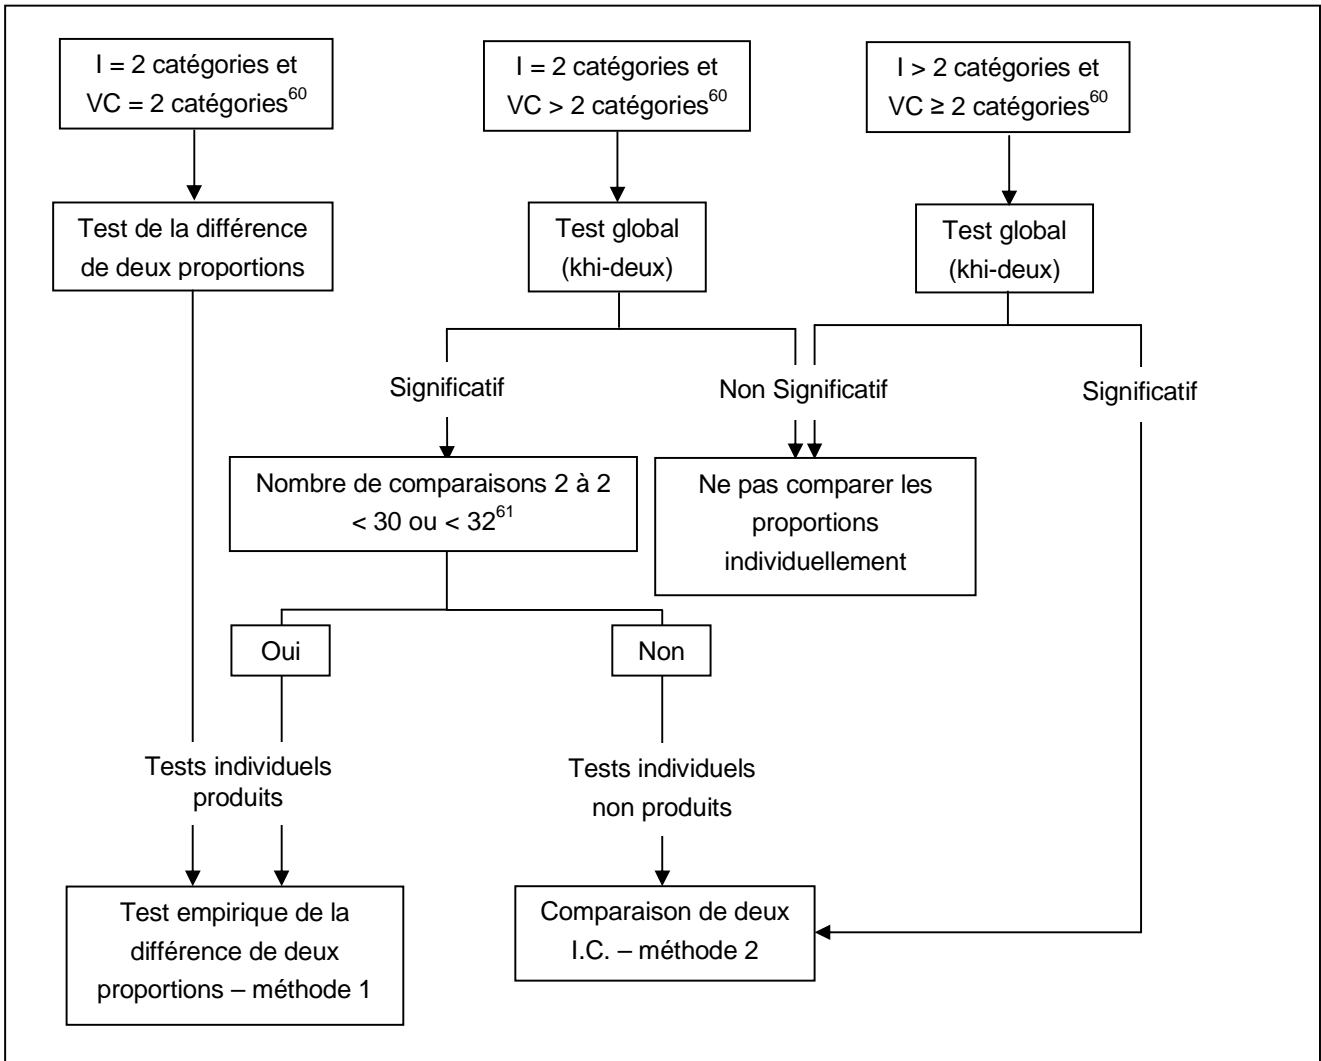 I = 2 catégories et
VC = 2 catégories60
I = 2 catégories et
VC > 2 catégories60
I > 2 catégories et
VC ≥ 2 catégories60
Test de la différence
de deux proportions
Test global
(khi-deux)
Test global
(khi-deux)
Significatif
Non Significatif
Significatif
Nombre de comparaisons 2 à 2
< 30 ou < 3261
Ne pas comparer les
proportions
individuellement
Oui
Non
Tests individuels
produits
Tests individuels
non produits
Test empirique de la
différence de deux
proportions – méthode 1
Comparaison de deux
I.C. – méthode 2